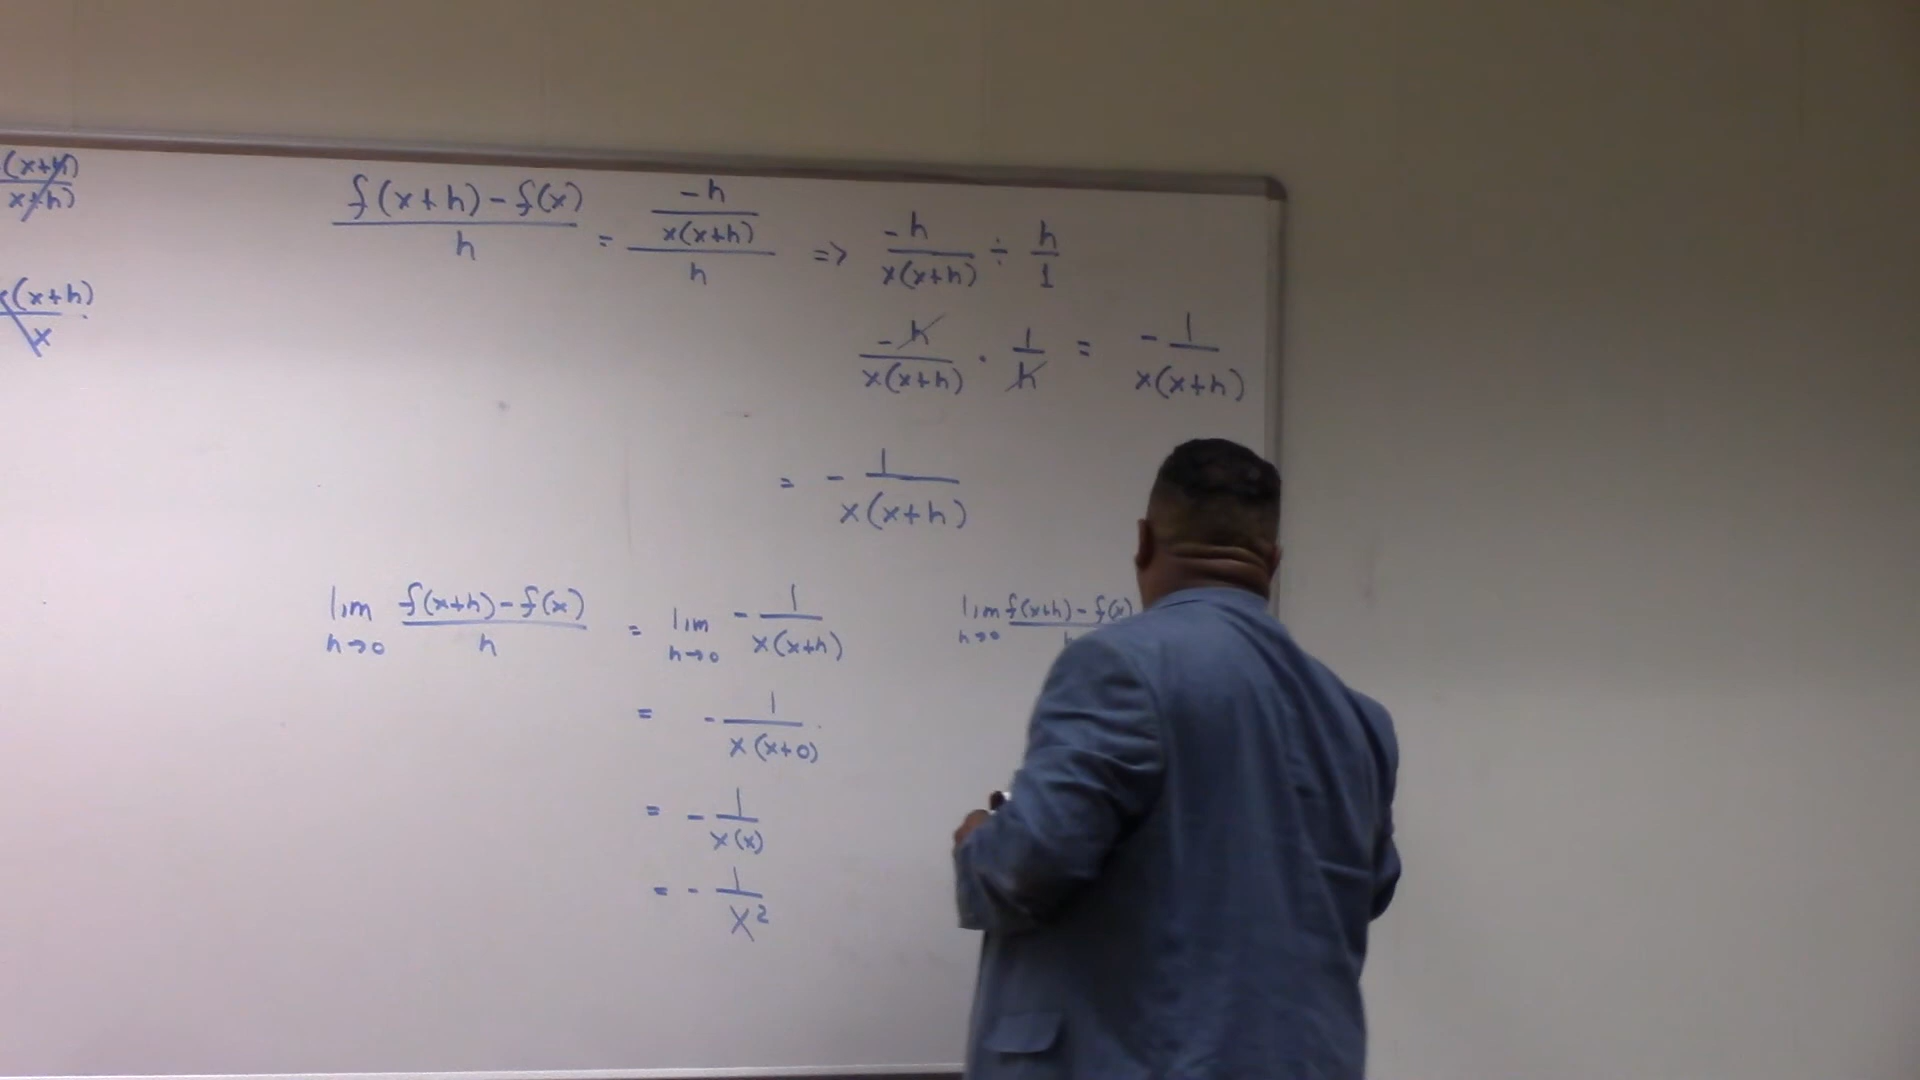 (x+h)
x+h)
(x+h)
x
f(x+h)-f(x) / h = -h / x(x+h) / h => -h / x(x+h) ÷ h / 1
-h / x(x+h) · 1 / h = - 1 / x(x+h)
= - 1 / x(x+h)
lim h→0 f(x+h)-f(x) / h = lim h→0 - 1 / x(x+h)
= - 1 / x(x+0)
= - 1 / x(x)
= - 1 / x²
lim h→0 f(x+h)-f(x)